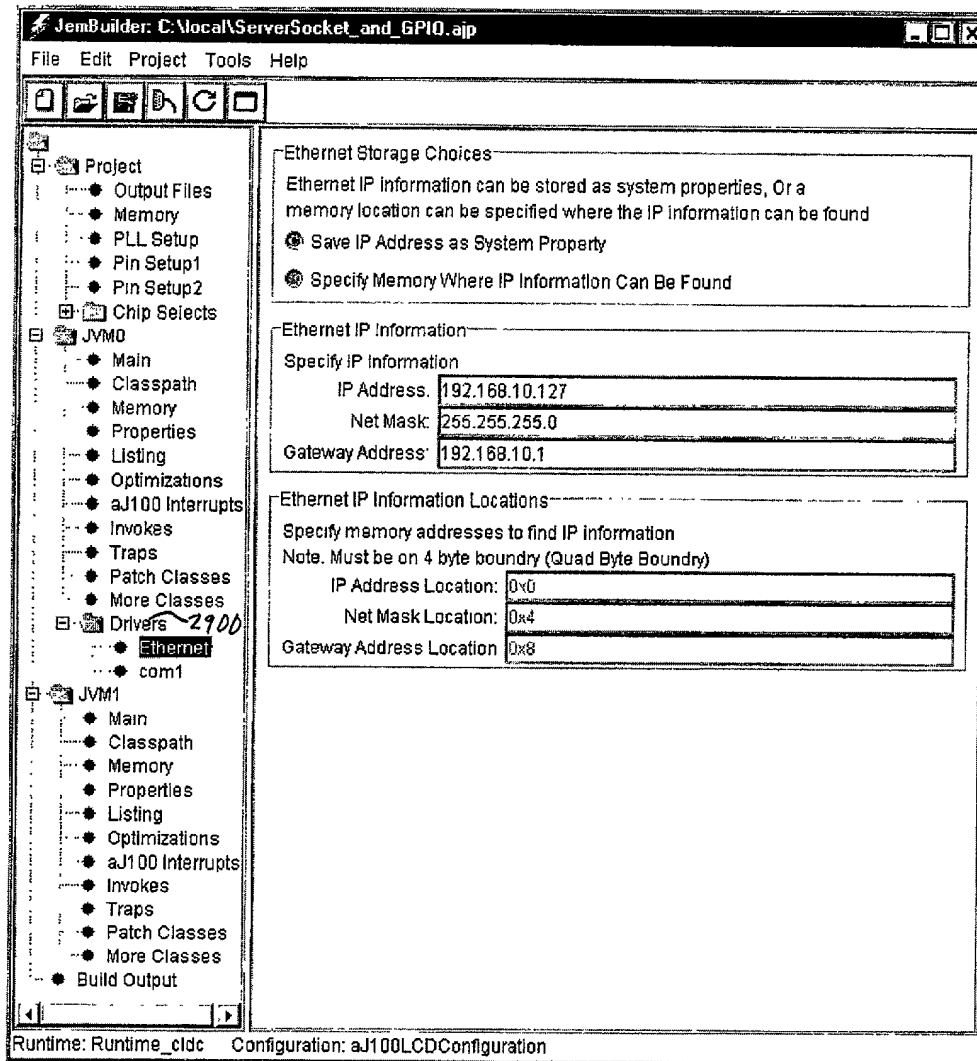 JemBuilder: C:\local\ServerSocket_and_GPIO.ajp
File Edit Project Tools Help
Project
Output Files
Memory
PLL Setup
Pin Setup1
Pin Setup2
Chip Selects
JVM0
Main
Classpath
Memory
Properties
Listing
Optimizations
aJ100 Interrupts
Invokes
Traps
Patch Classes
More Classes
Drivers 2900
Ethernet
com1
JVM1
Main
Classpath
Memory
Properties
Listing
Optimizations
aJ100 Interrupts
Invokes
Traps
Patch Classes
More Classes
Build Output
Ethernet Storage Choices
Ethernet IP information can be stored as system properties, Or a
memory location can be specified where the IP information can be found
Save IP Address as System Property
Specify Memory Where IP Information Can Be Found
Ethernet IP Information
Specify IP Information
IP Address. 192.168.10.127
Net Mask: 255.255.255.0
Gateway Address: 192.168.10.1
Ethernet IP Information Locations
Specify memory addresses to find IP information
Note. Must be on 4 byte boundry (Quad Byte Boundry)
IP Address Location: 0x0
Net Mask Location: 0x4
Gateway Address Location 0x8
Runtime: Runtime_cldc Configuration: aJ100LCDConfiguration